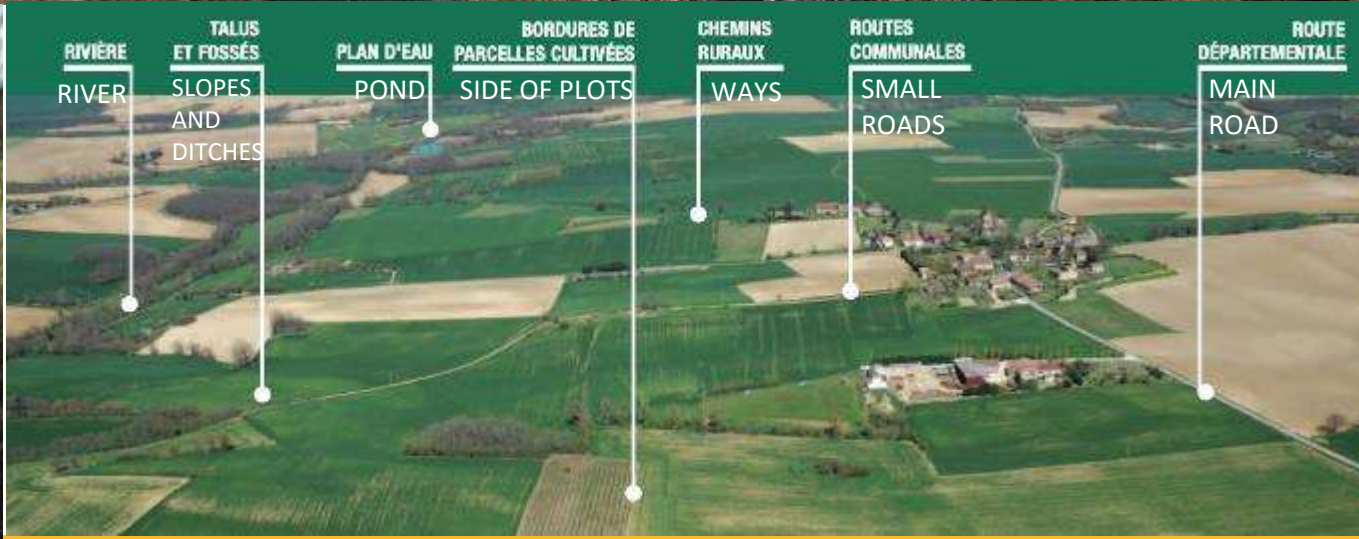 RIVIÈRE
RIVER
TALUS
ET FOSSÉS
SLOPES
AND
DITCHES
PLAN D'EAU
POND
BORDURES DE
PARCELLES CULTIVÉES
SIDE OF PLOTS
CHEMINS
RURAUX
WAYS
ROUTES
COMMUNALES
SMALL
ROADS
ROUTE
DÉPARTEMENTALE
MAIN
ROAD